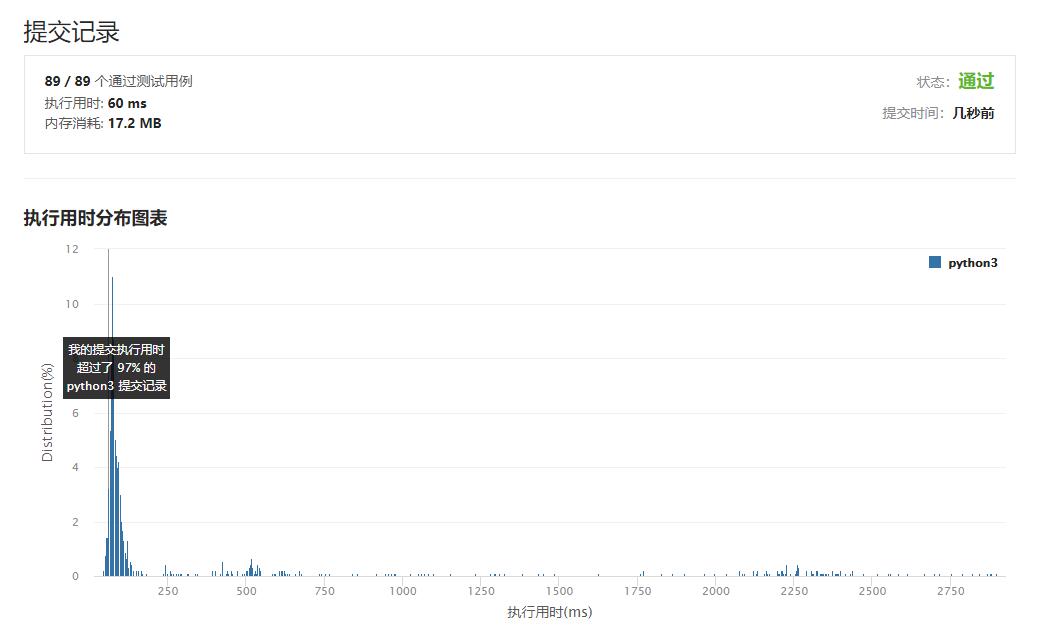 提交记录
89 / 89 个通过测试用例
状态：通过
执行用时: 60 ms
提交时间：几秒前
内存消耗: 17.2 MB
执行用时分布图表
12
python3
10
我的提交执行用时
超过了 97% 的
python3 提交记录
Distribution(%)
6
4
2
0
250 500 750 1000 1250 1500 1750 2000 2250 2500 2750
执行用时(ms)